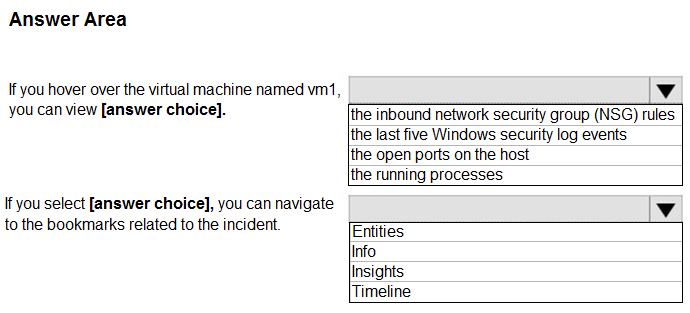 Answer Area
If you hover over the virtual machine named vm1,
you can view [answer choice].
the inbound network security group (NSG) rules
the last five Windows security log events
the open ports on the host
the running processes
If you select [answer choice], you can navigate
to the bookmarks related to the incident.
Entities
Info
Insights
Timeline